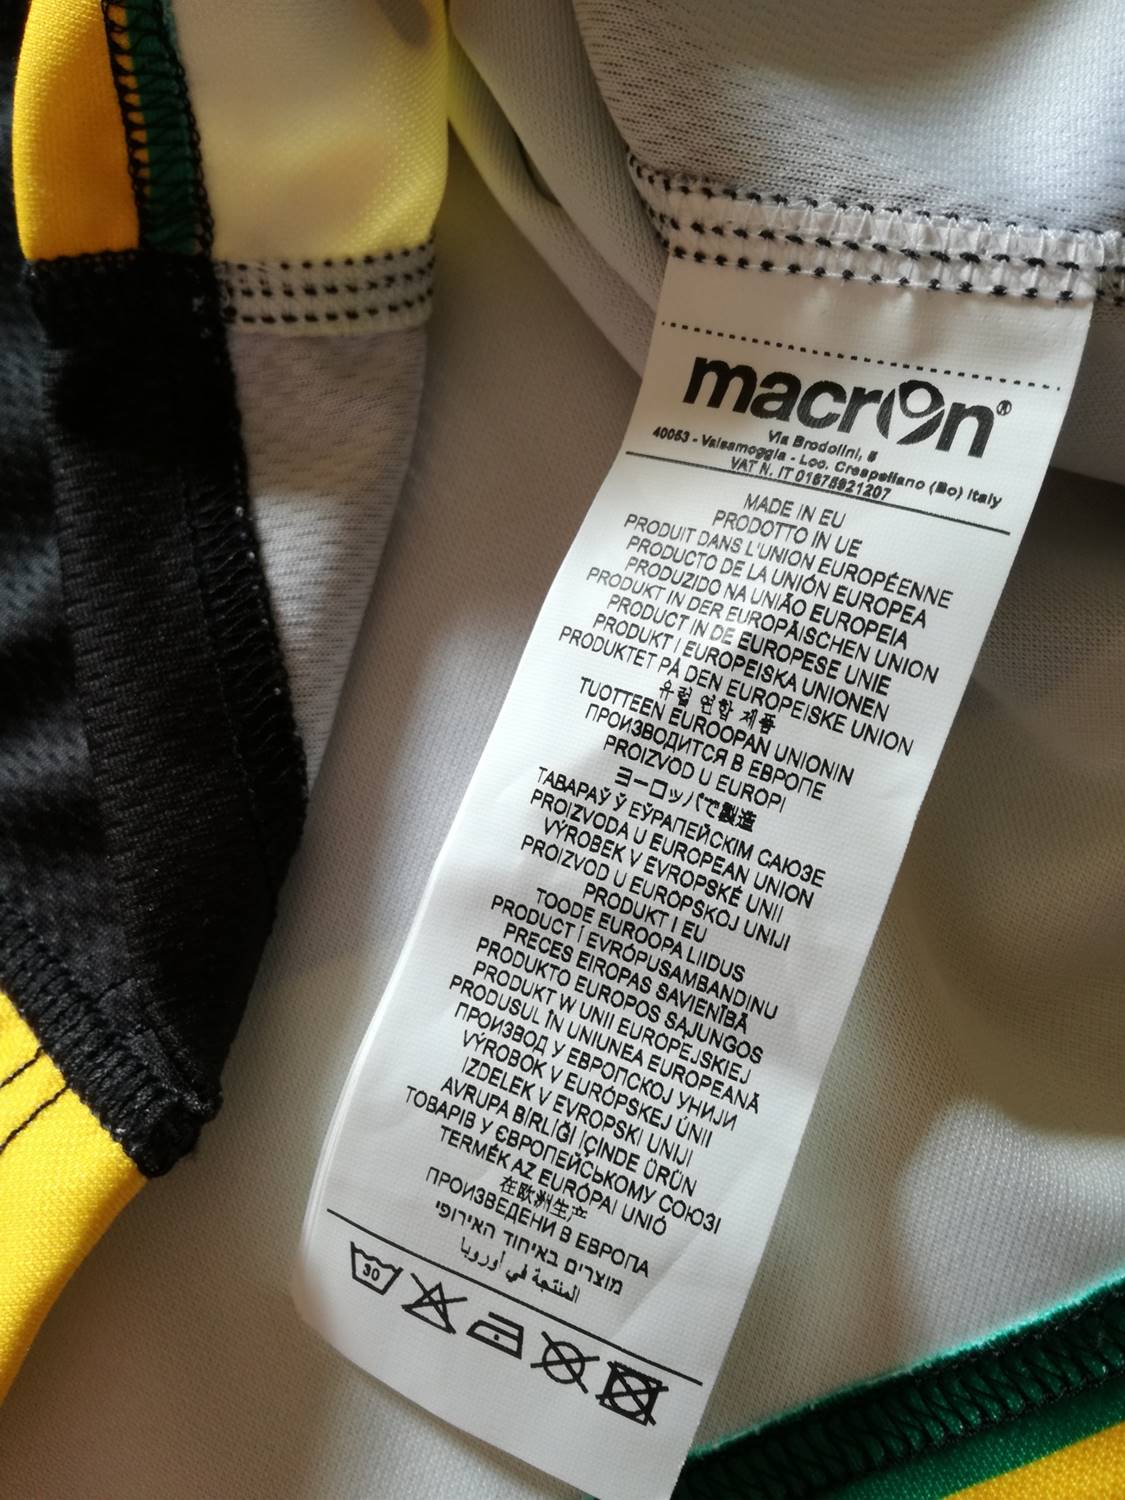 macron®
Via Brodolini, 5
40053 - Valsamoggia - Loc. Crespellano (Bo) Italy
VAT N. IT 01675921207
MADE IN EU
PRODOTTO IN UE
PRODUIT DANS L'UNION EUROPÉENNE
PRODUCTO DE LA UNIÓN EUROPEA
PRODUZIDO NA UNIÃO EUROPEIA
PRODUKT IN DER EUROPÄISCHEN UNION
PRODUCT IN DE EUROPESE UNIE
PRODUKT I EUROPEISKA UNIONEN
PRODUKTET PÅ DEN EUROPEISKE UNION
유럽 연합 제품
TUOTTEEN EUROOPAN UNIONIN
ПРОИЗВОДИТСЯ В ЕВРОПЕ
PROIZVOD U EUROPI
ヨーロッパで製造
ТАВАРАЎ Ў ЕЎРАПЕЙСКІМ САЮЗЕ
PROIZVODA U EUROPEAN UNION
VÝROBEK V EVROPSKÉ UNII
PROIZVOD U EUROPSKOJ UNIJI
PRODUKT I EU
TOODE EUROOPA LIIDUS
PRODUCT Í EVRÓPUSAMBANDINU
PRECES EIROPAS SAVIENĪBĀ
PRODUKTO EUROPOS SĄJUNGOS
PRODUKT W UNII EUROPEJSKIEJ
PRODUSUL ÎN UNIUNEA EUROPEANĂ
ПРОИЗВОД У ЕВРОПСКОЈ УНИЈИ
VÝROBOK V EURÓPSKEJ ÚNII
IZDELEK V EVROPSKI UNIJI
AVRUPA BİRLİĞİ İÇİNDE ÜRÜN
ТОВАРІВ У ЄВРОПЕЙСЬКОМУ СОЮЗІ
TERMÉK AZ EURÓPAI UNIÓ
在欧洲生产
ПРОИЗВЕДЕНИ В ЕВРОПА
מוצרים באיחוד האירופי
المنتجة في أوروبا
30